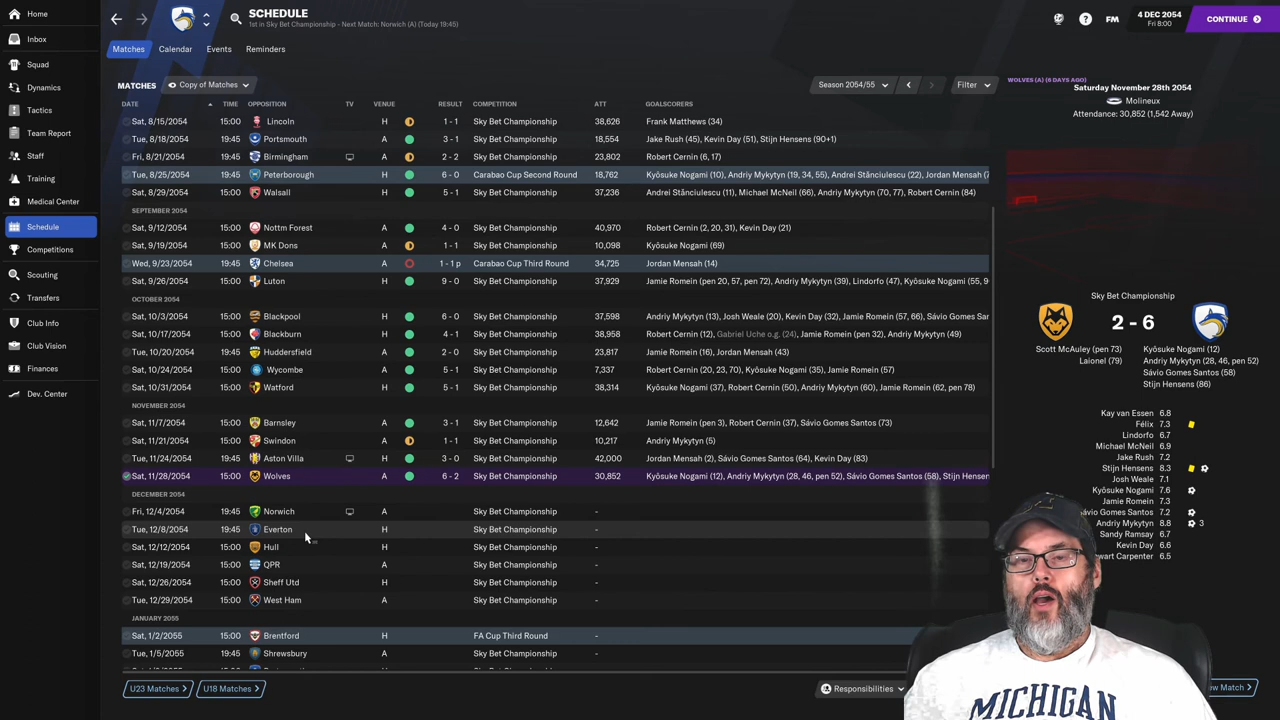 Home
Inbox
Squad
Dynamics
Tactics
Team Report
Staff
Training
Medical Center
Schedule
Competitions
Scouting
Transfers
Club Info
Club Vision
Finances
Dev. Center
SCHEDULE
1st in Sky Bet Championship - Next Match: Norwich (A) (Today 19:45)
FM
4 DEC 2054
Fri 8:00
CONTINUE
Matches Calendar Events Reminders
MATCHES Copy of Matches Season 2054/55 Filter
DATE TIME OPPOSITION TV VENUE RESULT COMPETITION ATT GOALSCORERS
Sat, 8/15/2054 15:00 Lincoln H 1 - 1 Sky Bet Championship 38,626 Frank Matthews (34)
Tue, 8/18/2054 19:45 Portsmouth A 3 - 1 Sky Bet Championship 18,554 Jake Rush (45), Kevin Day (51), Stijn Hensens (90+1)
Fri, 8/21/2054 19:45 Birmingham A 2 - 2 Sky Bet Championship 23,802 Robert Cernin (6, 17)
Tue, 8/25/2054 19:45 Peterborough H 6 - 0 Carabao Cup Second Round 18,762 Kyōsuke Nogami (10), Andriy Mykytyn (19, 34, 55), Andrei Stănciulescu (22), Jordan Mensah (7
Sat, 8/29/2054 15:00 Walsall H 5 - 1 Sky Bet Championship 37,236 Andrei Stănciulescu (11), Michael McNeil (66), Andriy Mykytyn (70, 77), Robert Cernin (84)
SEPTEMBER 2054
Sat, 9/12/2054 15:00 Nottm Forest A 4 - 0 Sky Bet Championship 40,970 Robert Cernin (2, 20, 31), Kevin Day (21)
Sat, 9/19/2054 15:00 MK Dons A 1 - 1 Sky Bet Championship 10,098 Kyōsuke Nogami (69)
Wed, 9/23/2054 19:45 Chelsea A 1 - 1 p Carabao Cup Third Round 34,725 Jordan Mensah (14)
Sat, 9/26/2054 15:00 Luton H 9 - 0 Sky Bet Championship 37,929 Jamie Romein (pen 20, 57, pen 72), Andriy Mykytyn (39), Lindorfo (47), Kyōsuke Nogami (55, 9
OCTOBER 2054
Sat, 10/3/2054 15:00 Blackpool H 6 - 0 Sky Bet Championship 37,598 Andriy Mykytyn (13), Josh Weale (20), Kevin Day (32), Jamie Romein (57, 66), Sávio Gomes Sar
Sat, 10/17/2054 15:00 Blackburn H 4 - 1 Sky Bet Championship 38,958 Robert Cernin (12), Gabriel Uche o.g. (24), Jamie Romein (pen 32), Andriy Mykytyn (49)
Tue, 10/20/2054 19:45 Huddersfield A 2 - 0 Sky Bet Championship 23,817 Jamie Romein (16), Jordan Mensah (43)
Sat, 10/24/2054 15:00 Wycombe A 5 - 1 Sky Bet Championship 7,337 Robert Cernin (20, 23, 70), Kyōsuke Nogami (35), Jamie Romein (57)
Sat, 10/31/2054 15:00 Watford H 5 - 1 Sky Bet Championship 38,314 Kyōsuke Nogami (37), Robert Cernin (50), Andriy Mykytyn (60), Jamie Romein (62, pen 78)
NOVEMBER 2054
Sat, 11/7/2054 15:00 Barnsley A 3 - 1 Sky Bet Championship 12,642 Jamie Romein (pen 3), Robert Cernin (37), Sávio Gomes Santos (73)
Sat, 11/21/2054 15:00 Swindon A 1 - 1 Sky Bet Championship 10,217 Andriy Mykytyn (5)
Tue, 11/24/2054 19:45 Aston Villa H 3 - 0 Sky Bet Championship 42,000 Jordan Mensah (2), Sávio Gomes Santos (64), Kevin Day (83)
Sat, 11/28/2054 15:00 Wolves A 6 - 2 Sky Bet Championship 30,852 Kyōsuke Nogami (12), Andriy Mykytyn (28, 46, pen 52), Sávio Gomes Santos (58), Stijn Hensen
DECEMBER 2054
Fri, 12/4/2054 19:45 Norwich A Sky Bet Championship -
Tue, 12/8/2054 19:45 Everton H Sky Bet Championship -
Sat, 12/12/2054 15:00 Hull H Sky Bet Championship -
Sat, 12/19/2054 15:00 QPR A Sky Bet Championship -
Sat, 12/26/2054 15:00 Sheff Utd H Sky Bet Championship -
Tue, 12/29/2054 19:45 West Ham A Sky Bet Championship -
JANUARY 2055
Sat, 1/2/2055 15:00 Brentford H FA Cup Third Round -
Tue, 1/5/2055 19:45 Shrewsbury A Sky Bet Championship -
U23 Matches U18 Matches Responsibilities
ew Match
WOLVES (A) (6 DAYS AGO)
Saturday November 28th 2054
Molineux
Attendance: 30,852 (1,542 Away)
Sky Bet Championship
2 - 6
Scott McAuley (pen 73)
Laionel (79)
Kyōsuke Nogami (12)
Andriy Mykytyn (28, 46, pen 52)
Sávio Gomes Santos (58)
Stijn Hensens (86)
Kay van Essen 6.8
Félix 7.3
Lindorfo 6.7
Michael McNeil 6.9
Jake Rush 7.2
Stijn Hensens 8.3
Josh Weale 7.1
Kyōsuke Nogami 7.6
Jamie Romein 7.3
Sávio Gomes Santos 7.2
Andriy Mykytyn 8.8 3
Sandy Ramsay 6.7
Kevin Day 6.6
wart Carpenter 6.5
MICHIGAN